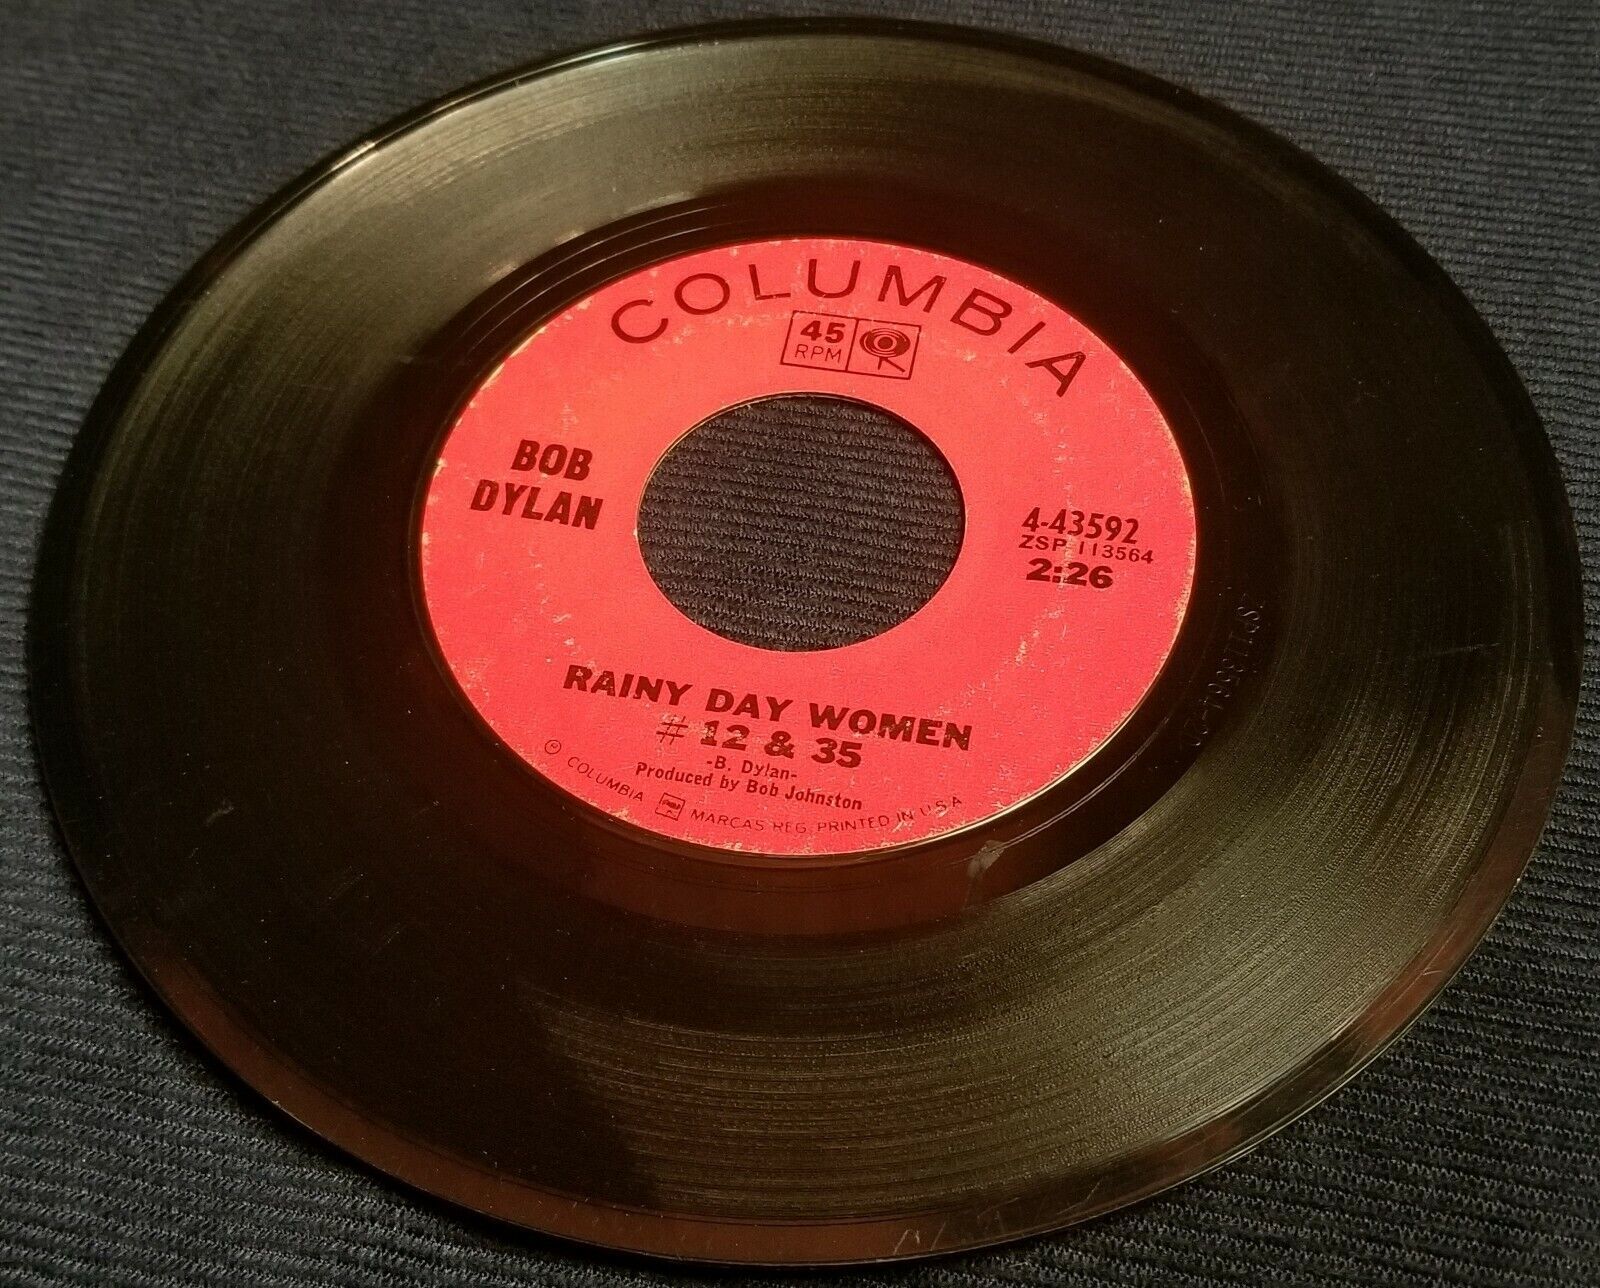 COLUMBIA
45
RPM
BOB
DYLAN
4-43592
ZSP 113564
2:26
RAINY DAY WOMEN
# 12 & 35
-B. Dylan-
Produced by Bob Johnston
℗ COLUMBIA MARCAS REG. PRINTED IN U.S.A.